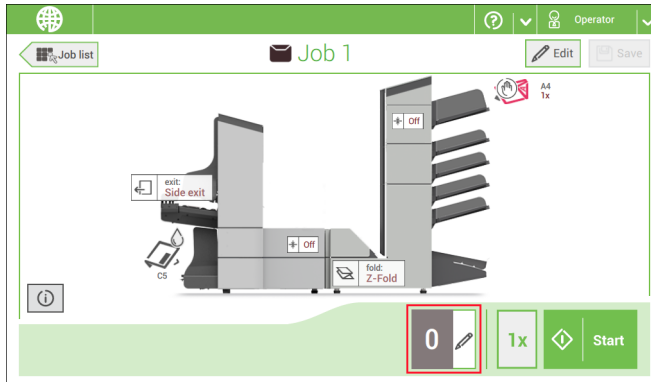 Operator
Job list
Job 1
Edit
Save
A4
1x
Off
exit:
Side exit
Off
C5
fold:
Z-Fold
0
1x
Start